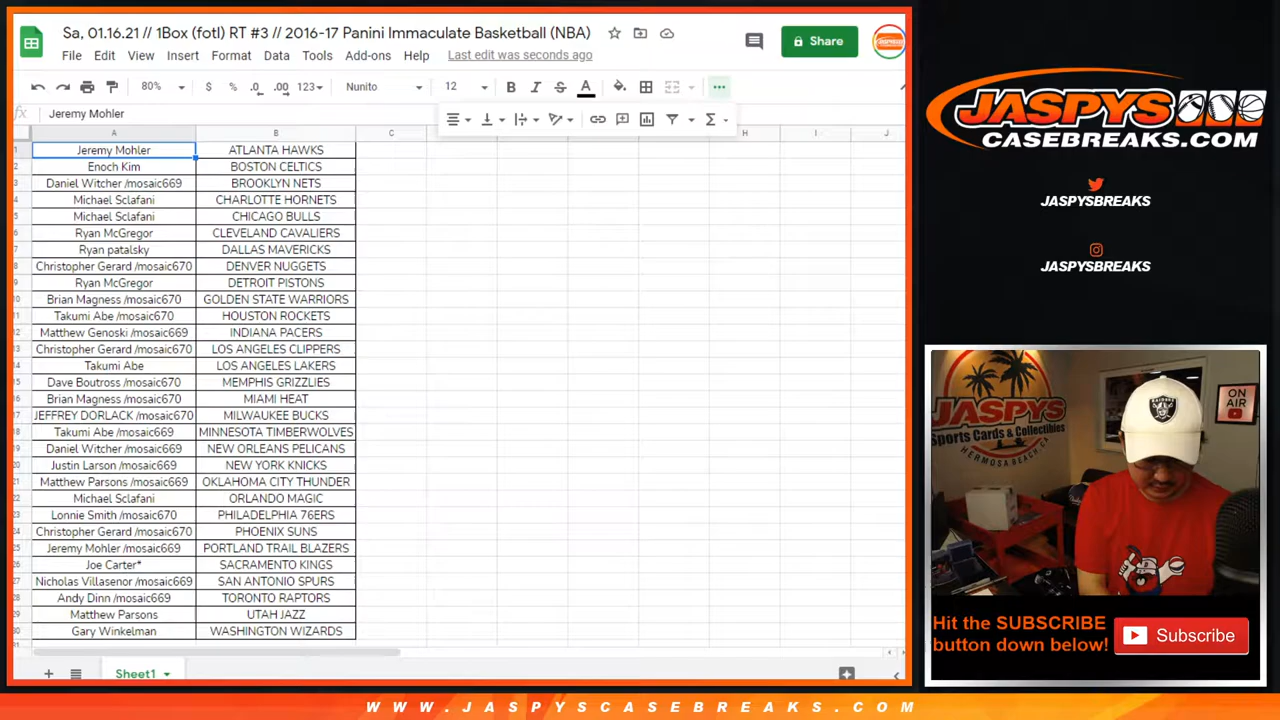 Sa, 01.16.21 // 1Box (fotl) RT #3 // 2016-17 Panini Immaculate Basketball (NBA)
Share
File Edit View Insert Format Data Tools Add-ons Help Last edit was seconds ago
80% $ % .0 .00 123 Nunito 12 B I S A
fx Jeremy Mohler
A B C H I J
1 Jeremy Mohler ATLANTA HAWKS
2 Enoch Kim BOSTON CELTICS
3 Daniel Witcher /mosaic669 BROOKLYN NETS
4 Michael Sclafani CHARLOTTE HORNETS
5 Michael Sclafani CHICAGO BULLS
6 Ryan McGregor CLEVELAND CAVALIERS
7 Ryan patalsky DALLAS MAVERICKS
8 Christopher Gerard /mosaic670 DENVER NUGGETS
9 Ryan McGregor DETROIT PISTONS
10 Brian Magness /mosaic670 GOLDEN STATE WARRIORS
11 Takumi Abe /mosaic670 HOUSTON ROCKETS
12 Matthew Genoski /mosaic669 INDIANA PACERS
13 Christopher Gerard /mosaic670 LOS ANGELES CLIPPERS
14 Takumi Abe LOS ANGELES LAKERS
15 Dave Boutross /mosaic670 MEMPHIS GRIZZLIES
16 Brian Magness /mosaic670 MIAMI HEAT
17 JEFFREY DORLACK /mosaic670 MILWAUKEE BUCKS
18 Takumi Abe /mosaic669 MINNESOTA TIMBERWOLVES
19 Daniel Witcher /mosaic669 NEW ORLEANS PELICANS
20 Justin Larson /mosaic669 NEW YORK KNICKS
21 Matthew Parsons /mosaic669 OKLAHOMA CITY THUNDER
22 Michael Sclafani ORLANDO MAGIC
23 Lonnie Smith /mosaic670 PHILADELPHIA 76ERS
24 Christopher Gerard /mosaic670 PHOENIX SUNS
25 Jeremy Mohler /mosaic669 PORTLAND TRAIL BLAZERS
26 Joe Carter* SACRAMENTO KINGS
27 Nicholas Villasenor /mosaic669 SAN ANTONIO SPURS
28 Andy Dinn /mosaic669 TORONTO RAPTORS
29 Matthew Parsons UTAH JAZZ
30 Gary Winkelman WASHINGTON WIZARDS
Sheet1
JASPYS
CASEBREAKS.COM
JASPYSBREAKS
JASPYSBREAKS
JASPYS
Sports Cards & Collectibles
HERMOSA BEACH, CA
RAIDERS
ON
AIR
Hit the SUBSCRIBE
button down below!
Subscribe
WWW.JASPYSCASEBREAKS.COM